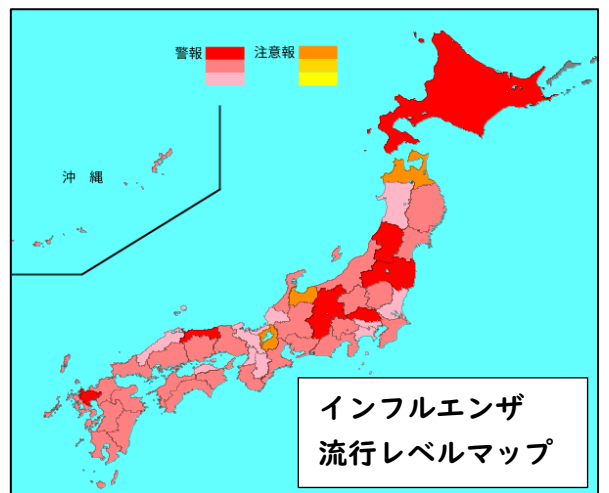 警報 注意報
沖 縄
インフルエンザ
流行レベルマップ